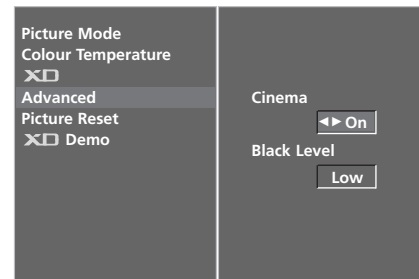 Picture Mode
Colour Temperature
XD
Advanced
Picture Reset
XD Demo
Cinema
◄► On
Black Level
Low